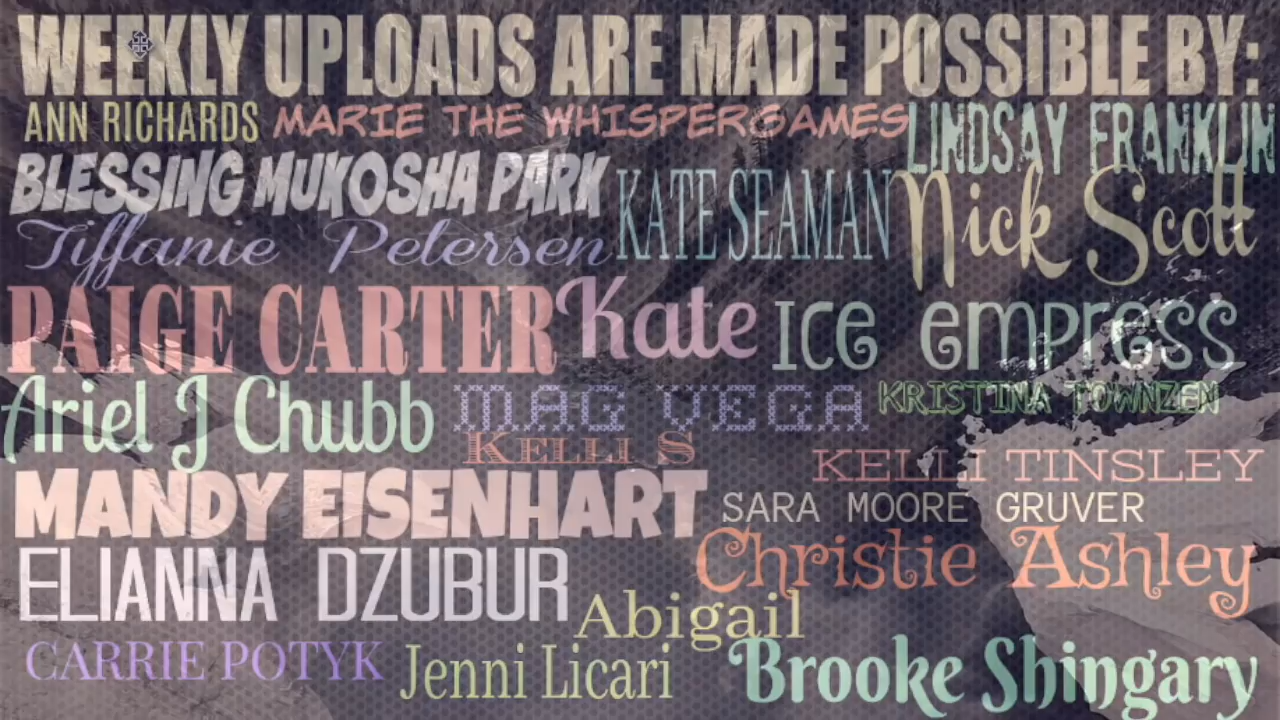 WEEKLY UPLOADS ARE MADE POSSIBLE BY:
ANN RICHARDS MARIE THE WHISPERGAMES LINDSAY FRANKLIN
BLESSING MUKOSHA PARK KATE SEAMAN Nick Scott
Tiffanie Petersen
PAIGE CARTER Kate Ice empress
Ariel J Chubb MAG VEGA KRISTINA TOWNZEN
KELLI S KELLI TINSLEY
MANDY EISENHART SARA MOORE GRUVER
ELIANNA DZUBUR Christie Ashley
Abigail
CARRIE POTYK Jenni Licari Brooke Shingary